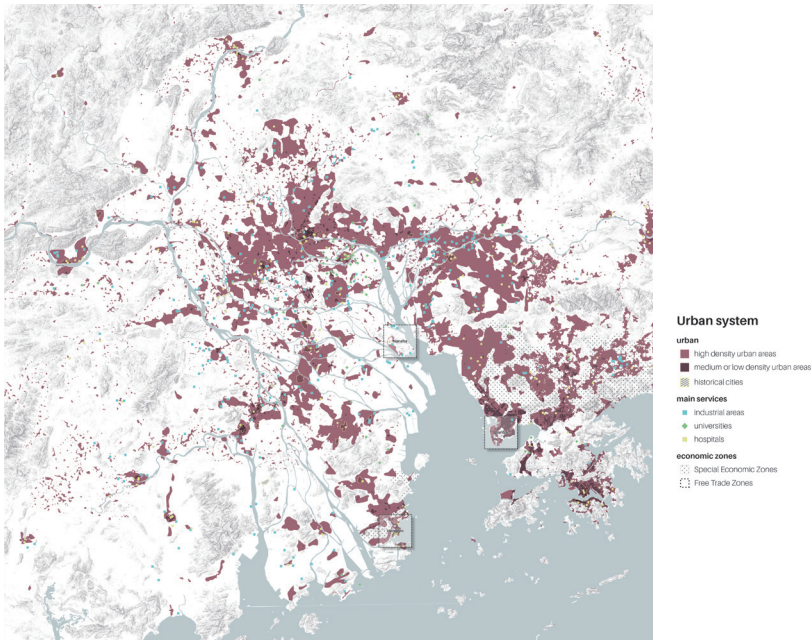 Urban system
urban
high density urban areas
medium or low density urban areas
historical cities
main services
industrial areas
universities
hospitals
economic zones
Special Economic Zones
Free Trade Zones